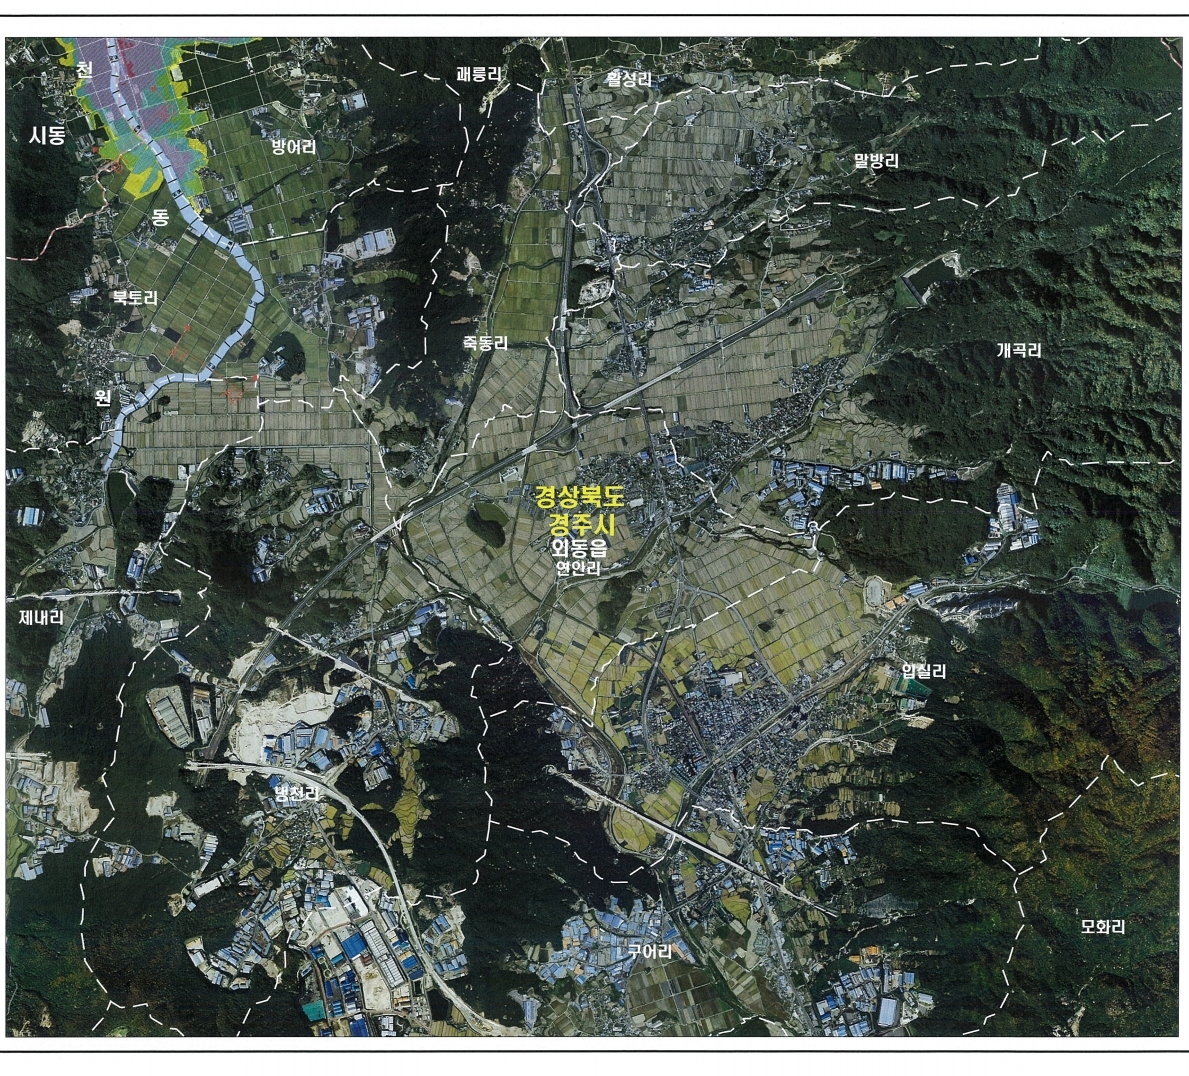 천
괘릉리
활성리
시동
방어리
말방리
동
북토리
죽동리
개곡리
원
경상북도
경주시
외동읍
연안리
제내리
입실리
냉천리
모화리
구어리